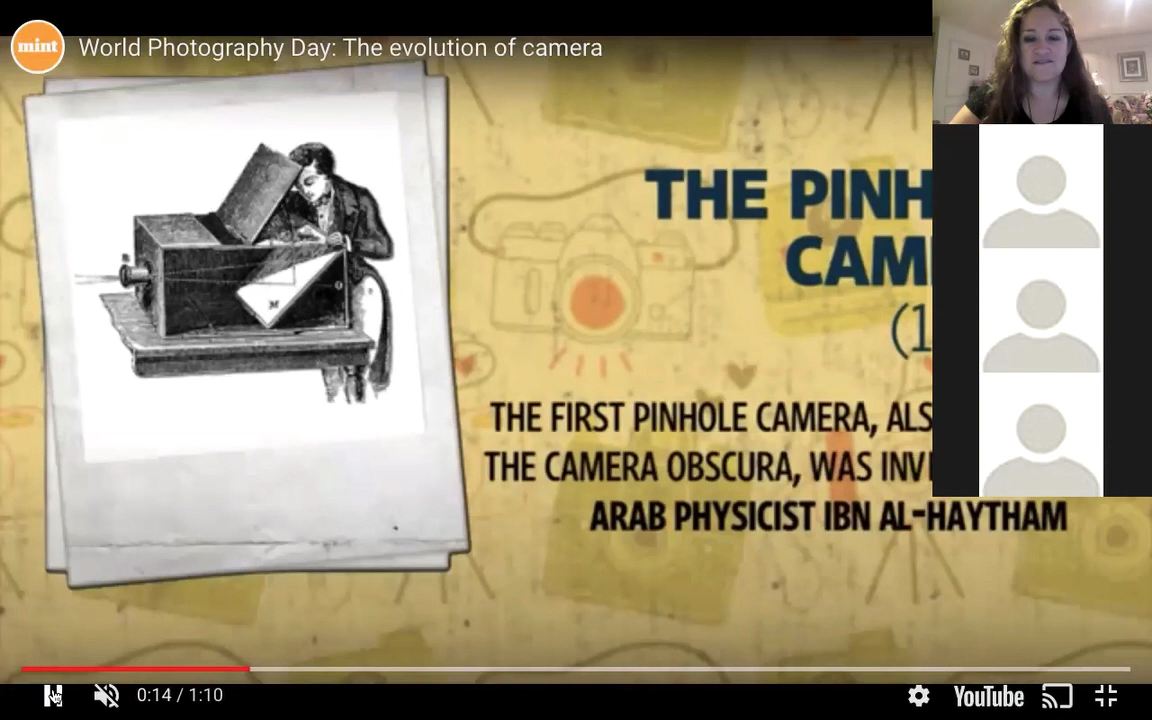 mint
World Photography Day: The evolution of camera
THE PINH
CAM
(1
THE FIRST PINHOLE CAMERA, ALS
THE CAMERA OBSCURA, WAS INV
ARAB PHYSICIST IBN AL-HAYTHAM
M
O
B
0:14 / 1:10
YouTube